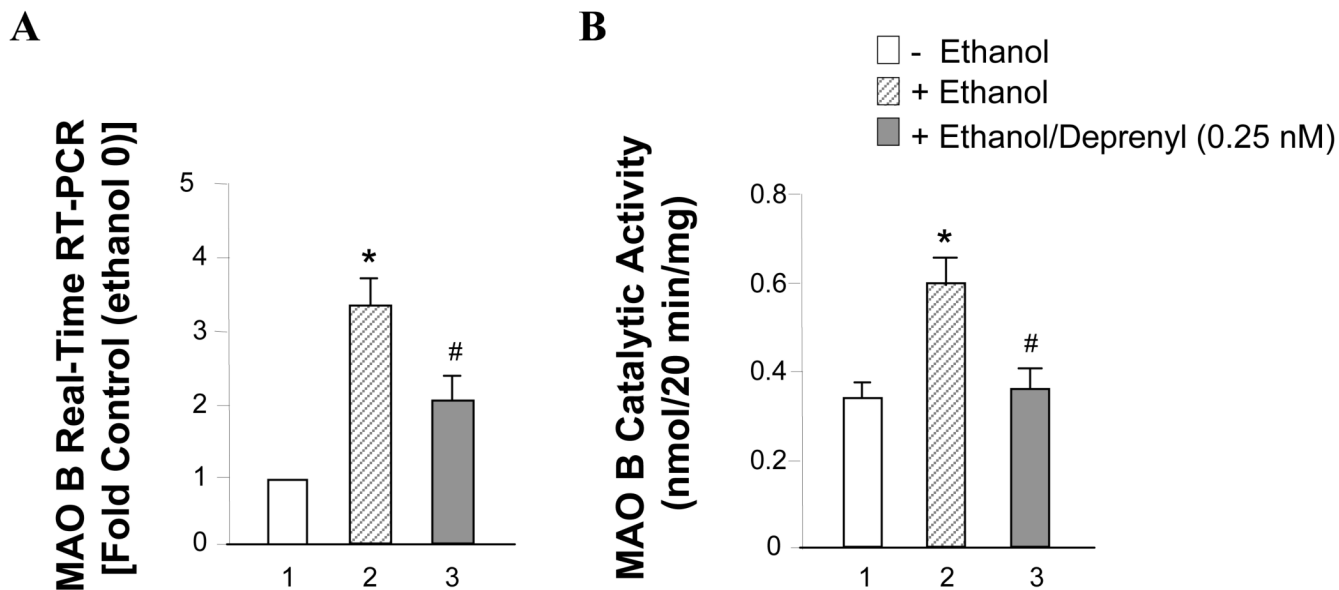 A
MAO B Real-Time RT-PCR
[Fold Control (ethanol 0)]
5
4
3
2
1
0
*
#
1 2 3
B
- Ethanol
+ Ethanol
+ Ethanol/Deprenyl (0.25 nM)
MAO B Catalytic Activity
(nmol/20 min/mg)
0.8
0.6
0.4
0.2
0
*
#
1 2 3